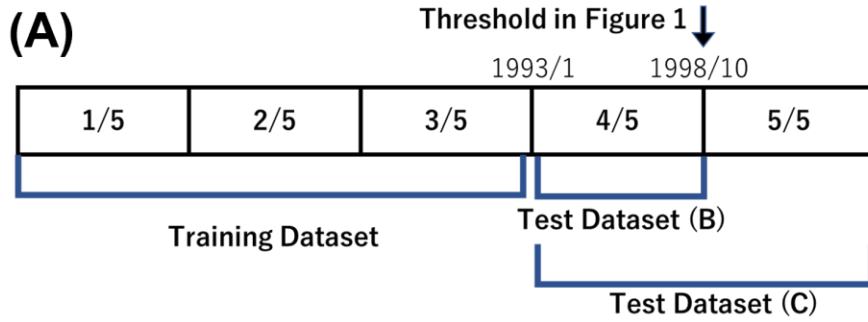 (A)
Threshold in Figure 1
1993/1 1998/10
1/5 2/5 3/5 4/5 5/5
Training Dataset
Test Dataset (B)
Test Dataset (C)